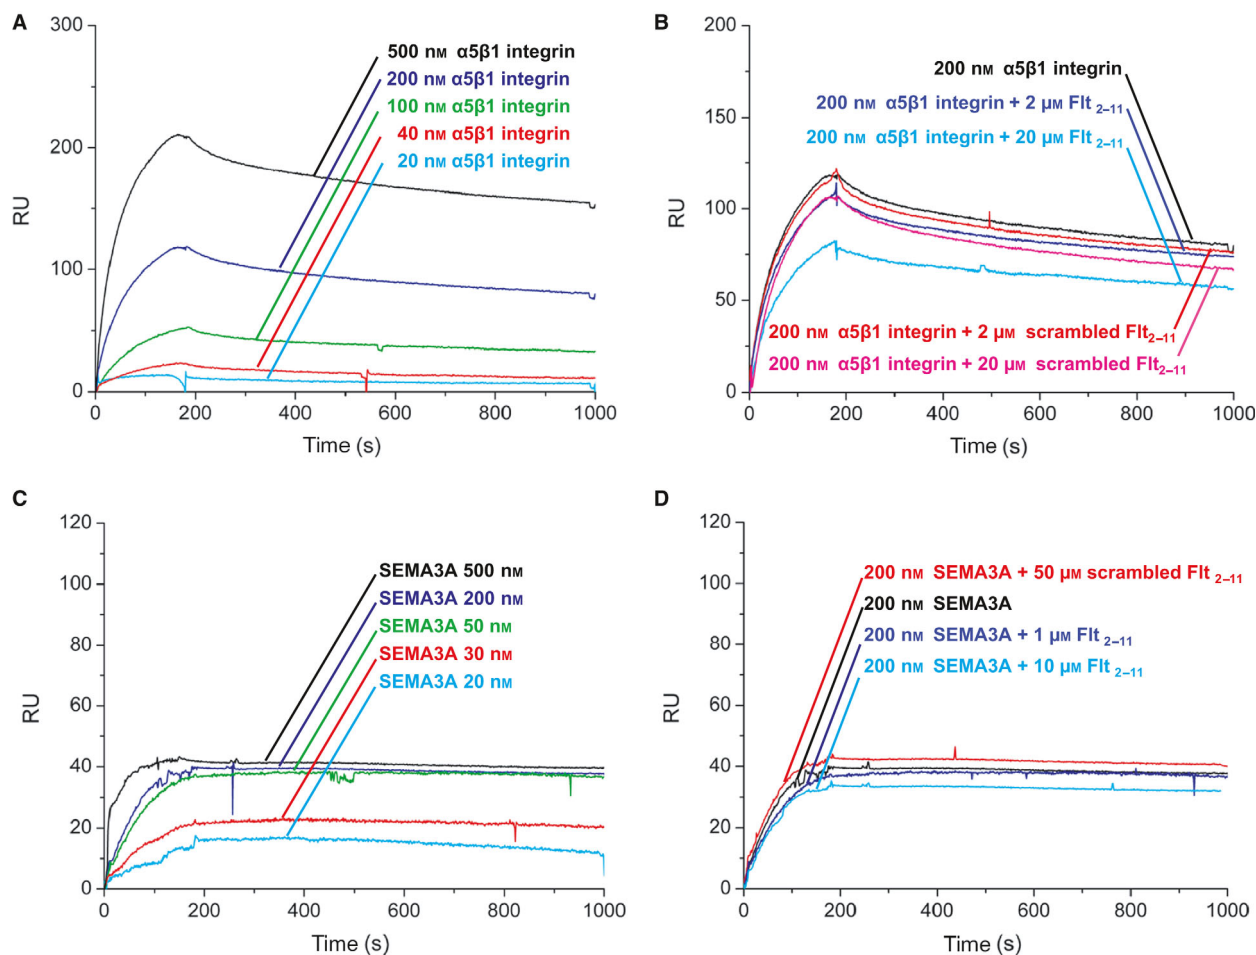 A
300
200
100
0
RU
500 nM α5β1 integrin
200 nM α5β1 integrin
100 nM α5β1 integrin
40 nM α5β1 integrin
20 nM α5β1 integrin
0 200 400 600 800 1000
Time (s)
B
200
150
100
50
0
RU
200 nM α5β1 integrin
200 nM α5β1 integrin + 2 µM Flt 2–11
200 nM α5β1 integrin + 20 µM Flt 2–11
200 nM α5β1 integrin + 2 µM scrambled Flt2–11
200 nM α5β1 integrin + 20 µM scrambled Flt2–11
0 200 400 600 800 1000
Time (s)
C
120
100
80
60
40
20
0
RU
SEMA3A 500 nM
SEMA3A 200 nM
SEMA3A 50 nM
SEMA3A 30 nM
SEMA3A 20 nM
0 200 400 600 800 1000
Time (s)
D
120
100
80
60
40
20
0
RU
200 nM SEMA3A + 50 µM scrambled Flt 2–11
200 nM SEMA3A
200 nM SEMA3A + 1 µM Flt 2–11
200 nM SEMA3A + 10 µM Flt 2–11
0 200 400 600 800 1000
Time (s)